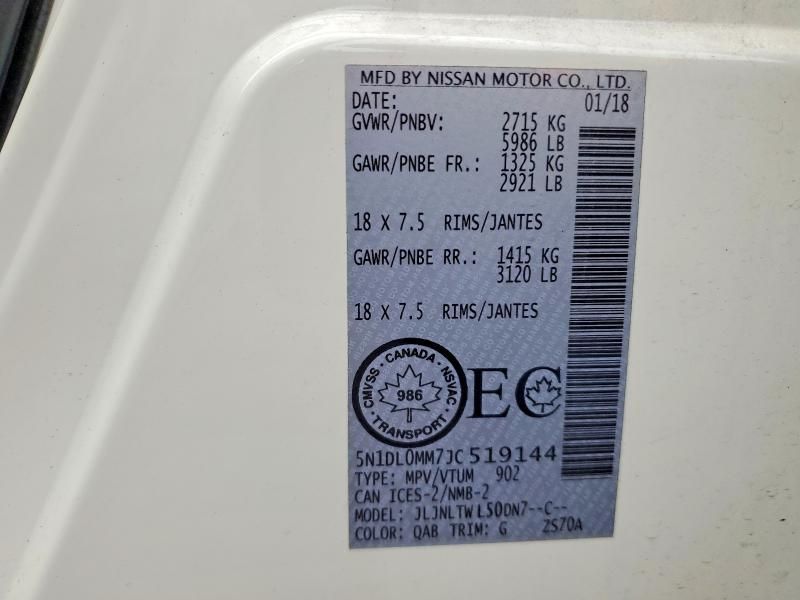 MFD BY NISSAN MOTOR CO., LTD.
DATE: 01/18
GVWR/PNBV: 2715 KG
5986 LB
GAWR/PNBE FR.: 1325 KG
2921 LB
18 X 7.5 RIMS/JANTES
GAWR/PNBE RR.: 1415 KG
3120 LB
18 X 7.5 RIMS/JANTES
CMVSS · CANADA · NSVAC
986
TRANSPORT
EC
5N1DL0MM7JC519144
TYPE: MPV/VTUM 902
CAN ICES-2/NMB-2
MODEL: JLJNLTW L50DN7--C--
COLOR: QAB TRIM: G ZS70A